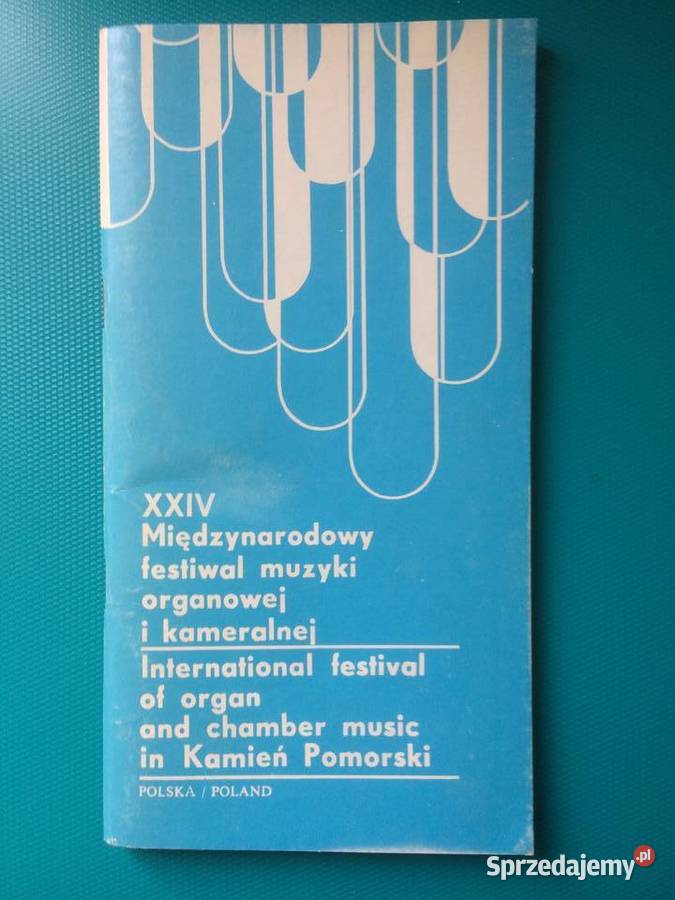 XXIV
Międzynarodowy
festiwal muzyki
organowej
i kameralnej
International festival
of organ
and chamber music
in Kamień Pomorski
POLSKA / POLAND
Sprzedajemy.pl